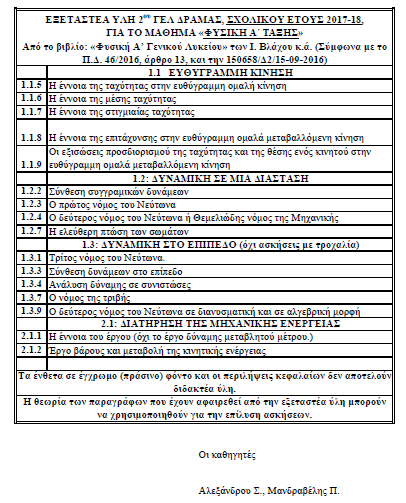 ΕΞΕΤΑΣΤΕΑ ΥΛΗ 2ου ΓΕΛ ΔΡΑΜΑΣ, ΣΧΟΛΙΚΟΥ ΕΤΟΥΣ 2017-18,
ΓΙΑ ΤΟ ΜΑΘΗΜΑ «ΦΥΣΙΚΗ Α΄ ΤΑΞΗΣ»
Από το βιβλίο: «Φυσική Α’ Γενικού Λυκείου» των Ι. Βλάχου κ.ά. (Σύμφωνα με το
Π.Δ. 46/2016, άρθρο 13, και την 150658/Δ2/15-09-2016)
1.1 ΕΥΘΥΓΡΑΜΜΗ ΚΙΝΗΣΗ
1.1.5 Η έννοια της ταχύτητας στην ευθύγραμμη ομαλή κίνηση
1.1.6 Η έννοια της μέσης ταχύτητας
1.1.7 Η έννοια της στιγμιαίας ταχύτητας
1.1.8 Η έννοια της επιτάχυνσης στην ευθύγραμμη ομαλά μεταβαλλόμενη κίνηση
Οι εξισώσεις προσδιορισμού της ταχύτητας και της θέσης ενός κινητού στην
1.1.9 ευθύγραμμη ομαλά μεταβαλλόμενη κίνηση
1.2: ΔΥΝΑΜΙΚΗ ΣΕ ΜΙΑ ΔΙΑΣΤΑΣΗ
1.2.2 Σύνθεση συγγραμικών δυνάμεων
1.2.3 Ο πρώτος νόμος του Νεύτωνα
1.2.4 Ο δεύτερος νόμος του Νεύτωνα ή Θεμελιώδης νόμος της Μηχανικής
1.2.7 Η ελεύθερη πτώση των σωμάτων
1.3: ΔΥΝΑΜΙΚΗ ΣΤΟ ΕΠΙΠΕΔΟ (όχι ασκήσεις με τροχαλία)
1.3.1 Τρίτος νόμος του Νεύτωνα.
1.3.3 Σύνθεση δυνάμεων στο επίπεδο
1.3.4 Ανάλυση δύναμης σε συνιστώσες
1.3.7 Ο νόμος της τριβής
1.3.9 Ο δεύτερος νόμος του Νεύτωνα σε διανυσματική και σε αλγεβρική μορφή
2.1: ΔΙΑΤΗΡΗΣΗ ΤΗΣ ΜΗΧΑΝΙΚΗΣ ΕΝΕΡΓΕΙΑΣ
2.1.1 Η έννοια του έργου (όχι το έργο δύναμης μεταβλητού μέτρου.)
2.1.2 Έργο βάρους και μεταβολή της κινητικής ενέργειας
Τα ένθετα σε έγχρωμο (πράσινο) φόντο και οι περιλήψεις κεφαλαίων δεν αποτελούν
διδακτέα ύλη.
Η θεωρία των παραγράφων που έχουν αφαιρεθεί από την εξεταστέα ύλη μπορούν
να χρησιμοποιηθούν για την επίλυση ασκήσεων.
Οι καθηγητές
Αλεξάνδρου Σ., Μανδραβέλης Π.